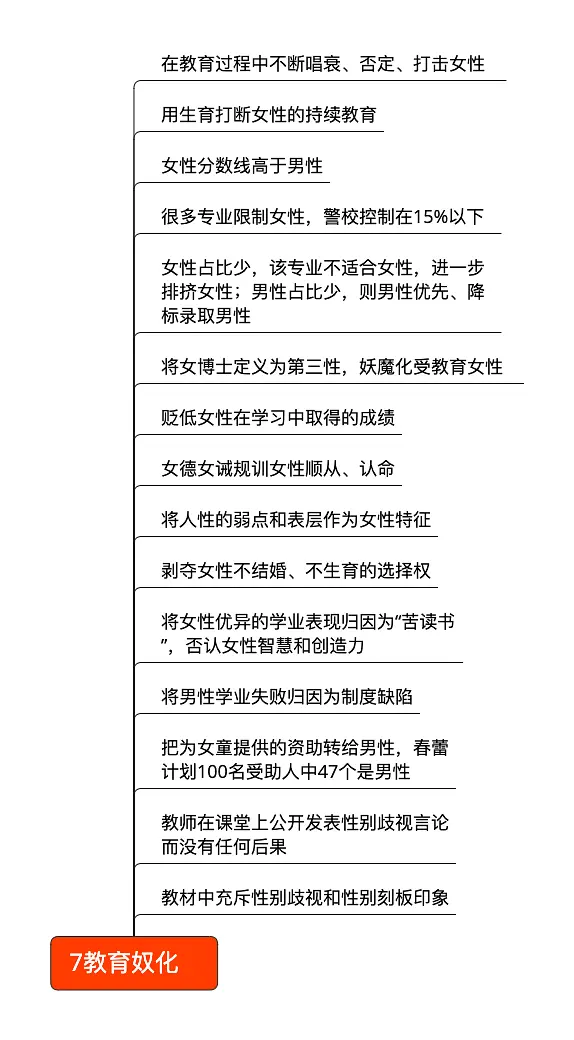 在教育过程中不断唱衰、否定、打击女性
用生育打断女性的持续教育
女性分数线高于男性
很多专业限制女性，警校控制在15%以下
女性占比少，该专业不适合女性，进一步
排挤女性；男性占比少，则男性优先、降
标录取男性
将女博士定义为第三性，妖魔化受教育女性
贬低女性在学习中取得的成绩
女德女诫规训女性顺从、认命
将人性的弱点和表层作为女性特征
剥夺女性不结婚、不生育的选择权
将女性优异的学业表现归因为“苦读书
”，否认女性智慧和创造力
将男性学业失败归因为制度缺陷
把为女童提供的资助转给男性，春蕾
计划100名受助人中47个是男性
教师在课堂上公开发表性别歧视言论
而没有任何后果
教材中充斥性别歧视和性别刻板印象
7教育奴化